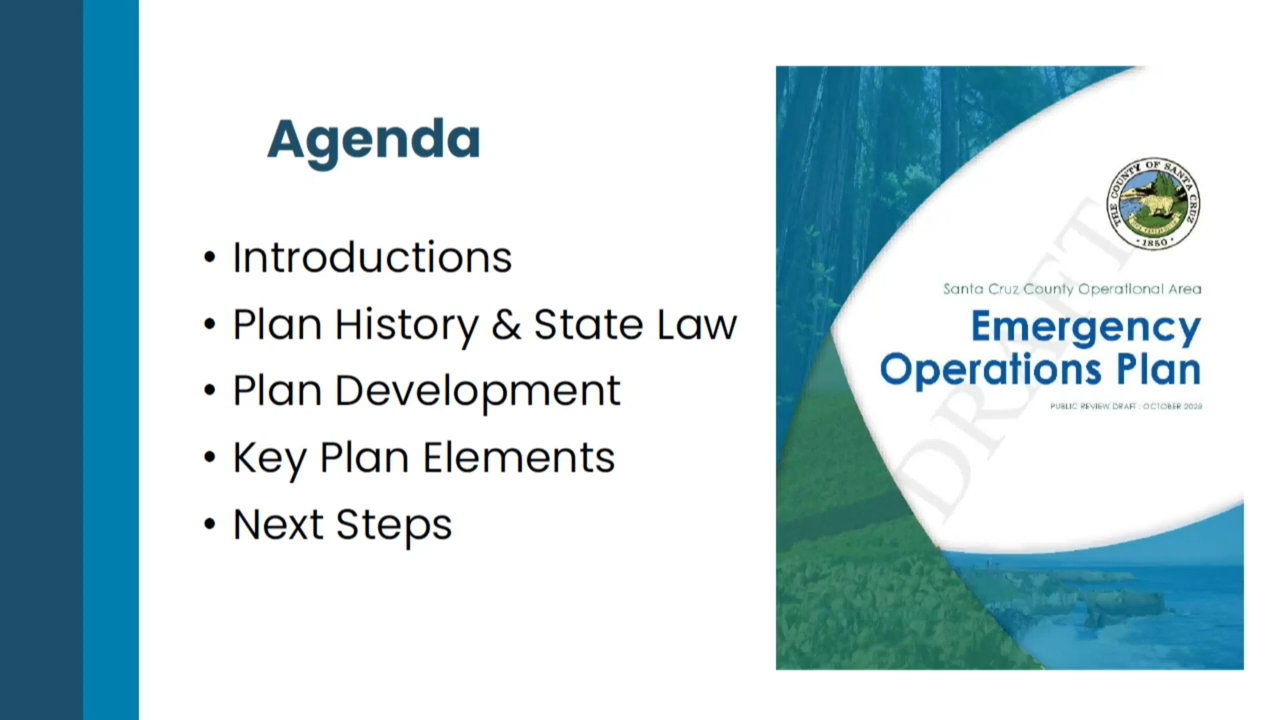 Agenda
• Introductions
• Plan History & State Law
• Plan Development
• Key Plan Elements
• Next Steps
THE COUNTY OF SANTA CRUZ
1850
Santa Cruz County Operational Area
Emergency
Operations Plan
PUBLIC REVIEW DRAFT: OCTOBER
DRAFT